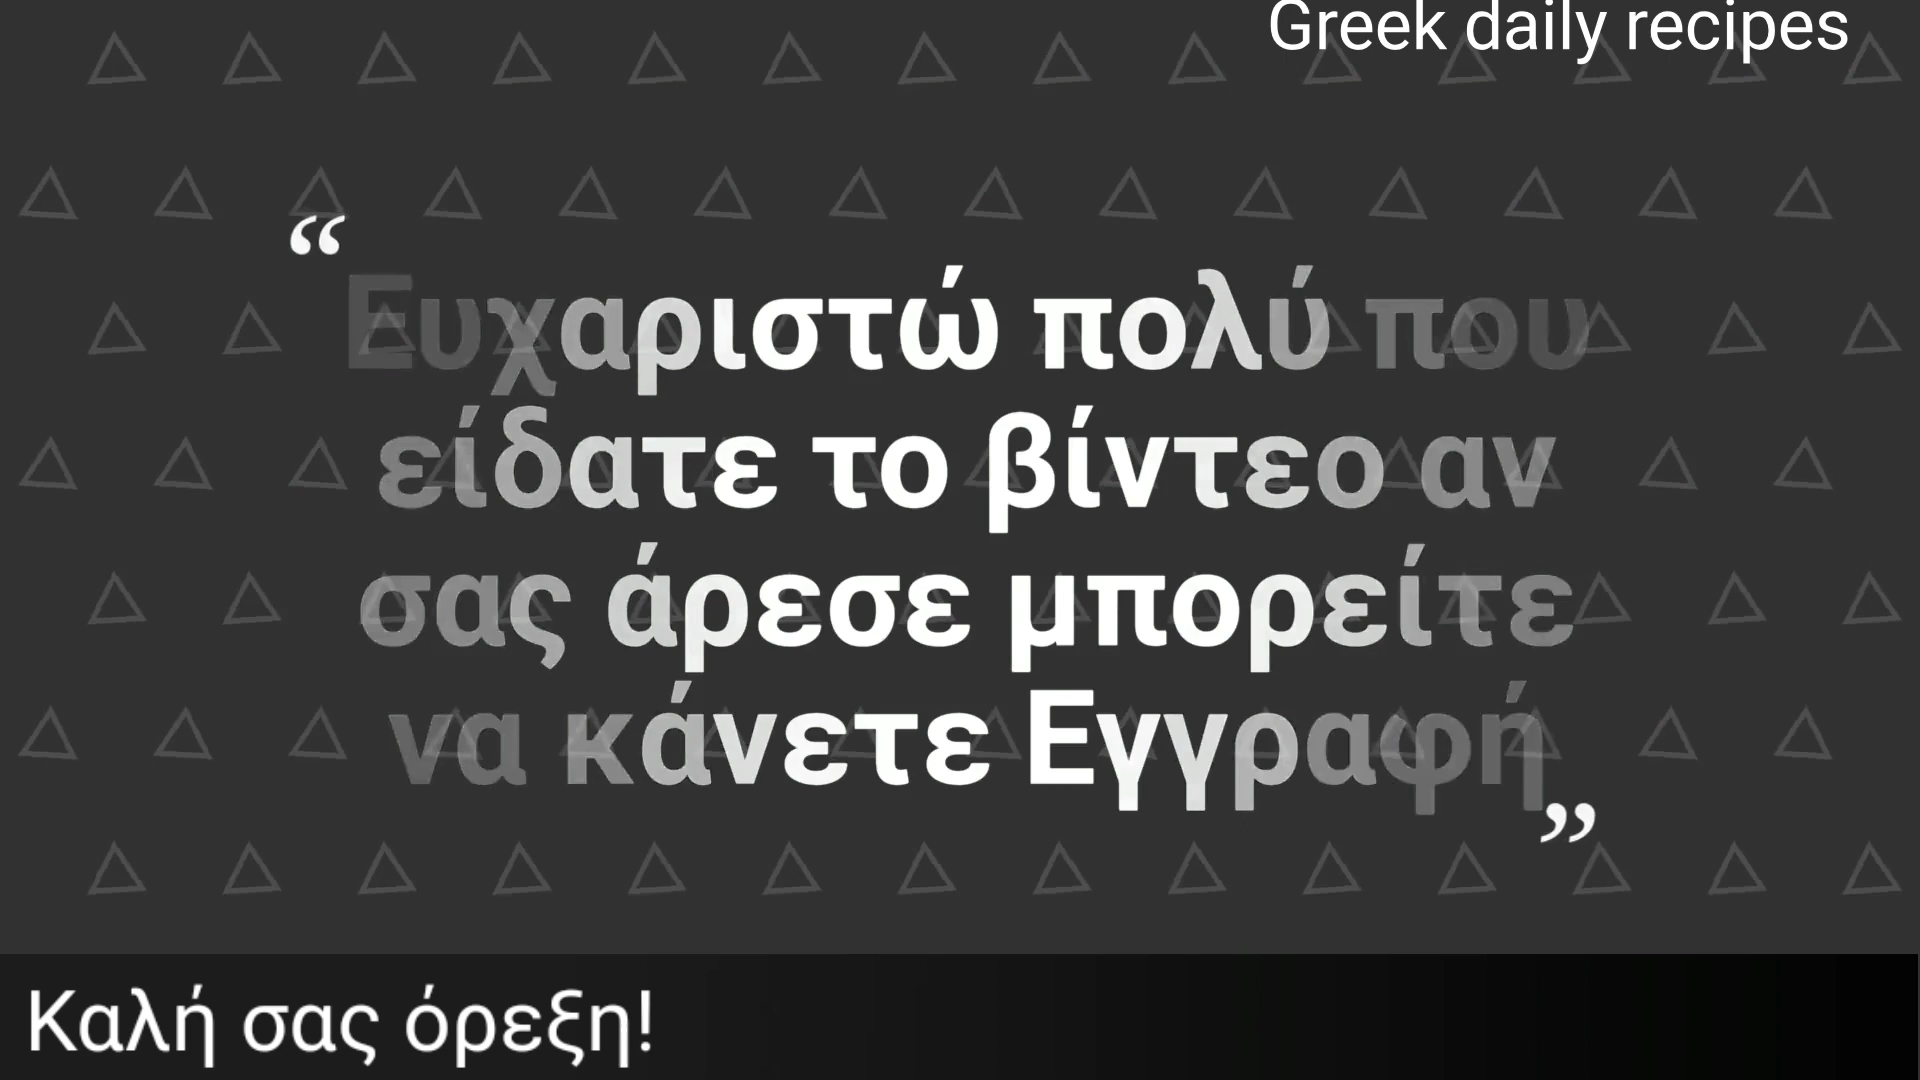 Greek daily recipes
“Ευχαριστώ πολύ που
είδατε το βίντεο αν
σας άρεσε μπορείτε
να κάνετε Εγγραφή”
Καλή σας όρεξη!